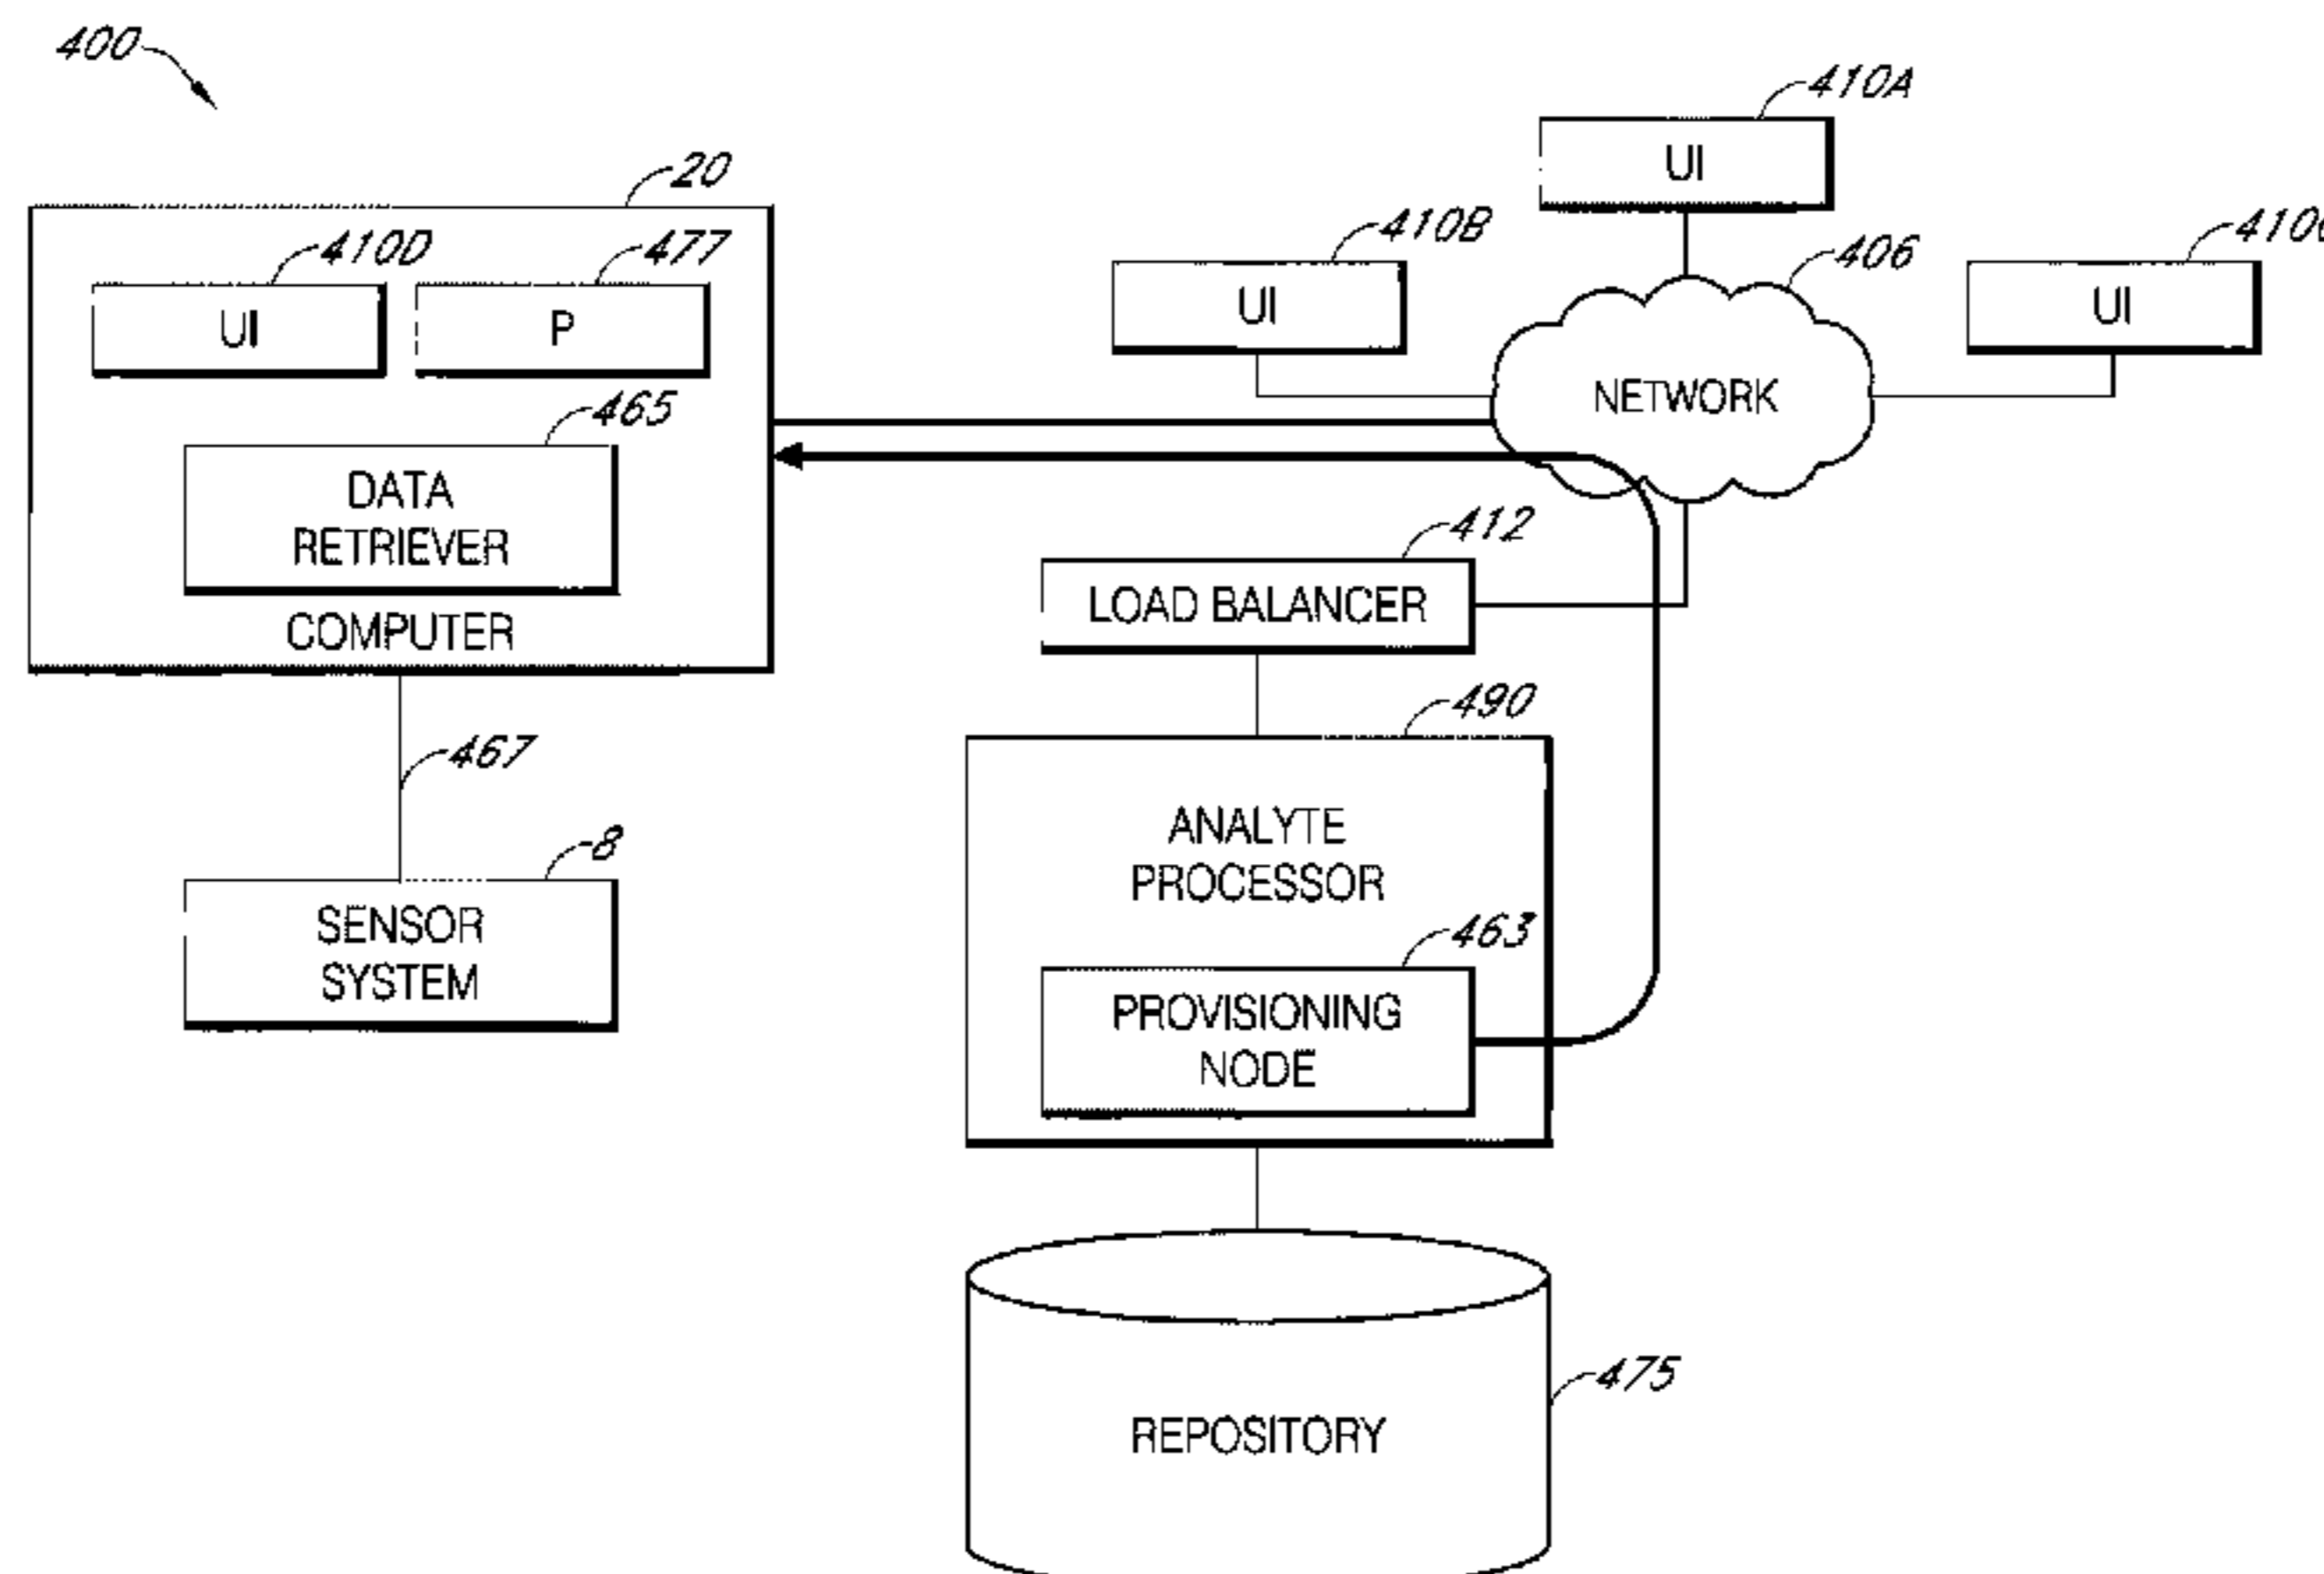 400
410A
UI
20
410B
410C
410D
477
406
UI
UI
UI
P
NETWORK
465
DATA
RETRIEVER
412
LOAD BALANCER
COMPUTER
490
467
ANALYTE
PROCESSOR
8
SENSOR
SYSTEM
463
PROVISIONING
NODE
475
REPOSITORY